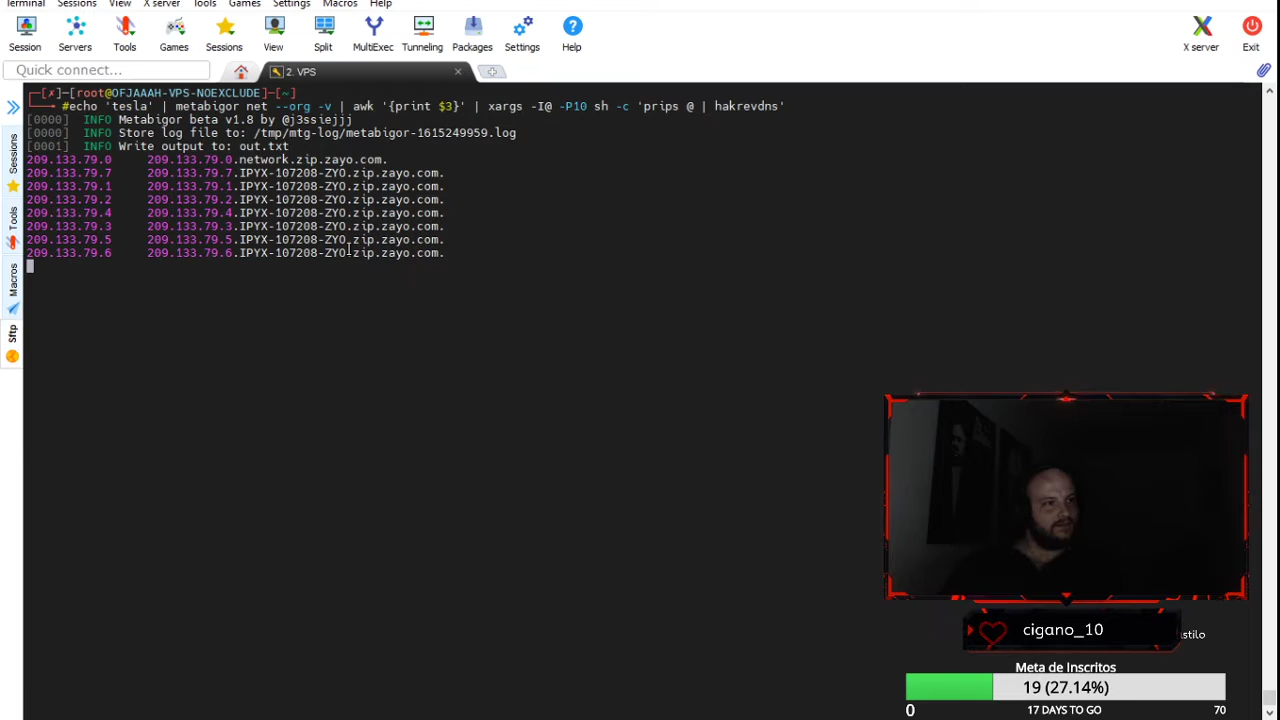 Terminal Sessions View X server Tools Games Settings Macros Help
Session Servers Tools Games Sessions View Split MultiExec Tunneling Packages Settings Help X server Exit
Quick connect... 2. VPS
Sessions
Tools
Macros
Sftp
┌─[✗]─[root@OFJAAAH-VPS-NOEXCLUDE]─[~]
└──╼ #echo 'tesla' | metabigor net --org -v | awk '{print $3}' | xargs -I@ -P10 sh -c 'prips @ | hakrevdns'
[0000] INFO Metabigor beta v1.8 by @j3ssiejjj
[0000] INFO Store log file to: /tmp/mtg-log/metabigor-1615249959.log
[0001] INFO Write output to: out.txt
209.133.79.0 209.133.79.0.network.zip.zayo.com.
209.133.79.7 209.133.79.7.IPYX-107208-ZYO.zip.zayo.com.
209.133.79.1 209.133.79.1.IPYX-107208-ZYO.zip.zayo.com.
209.133.79.2 209.133.79.2.IPYX-107208-ZYO.zip.zayo.com.
209.133.79.4 209.133.79.4.IPYX-107208-ZYO.zip.zayo.com.
209.133.79.3 209.133.79.3.IPYX-107208-ZYO.zip.zayo.com.
209.133.79.5 209.133.79.5.IPYX-107208-ZYO.zip.zayo.com.
209.133.79.6 209.133.79.6.IPYX-107208-ZYO.zip.zayo.com.
cigano_10
Meta de Inscritos
19 (27.14%)
0 17 DAYS TO GO 70